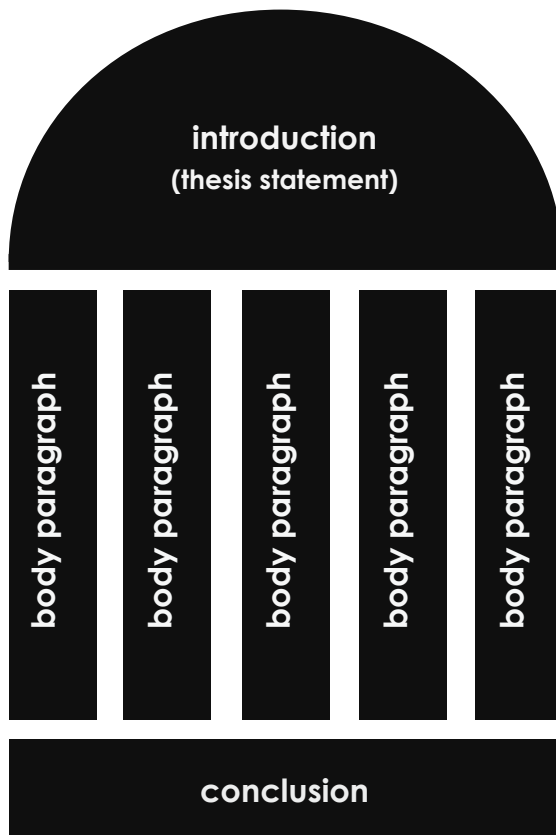 introduction
(thesis statement)
body paragraph
body paragraph
body paragraph
body paragraph
body paragraph
conclusion